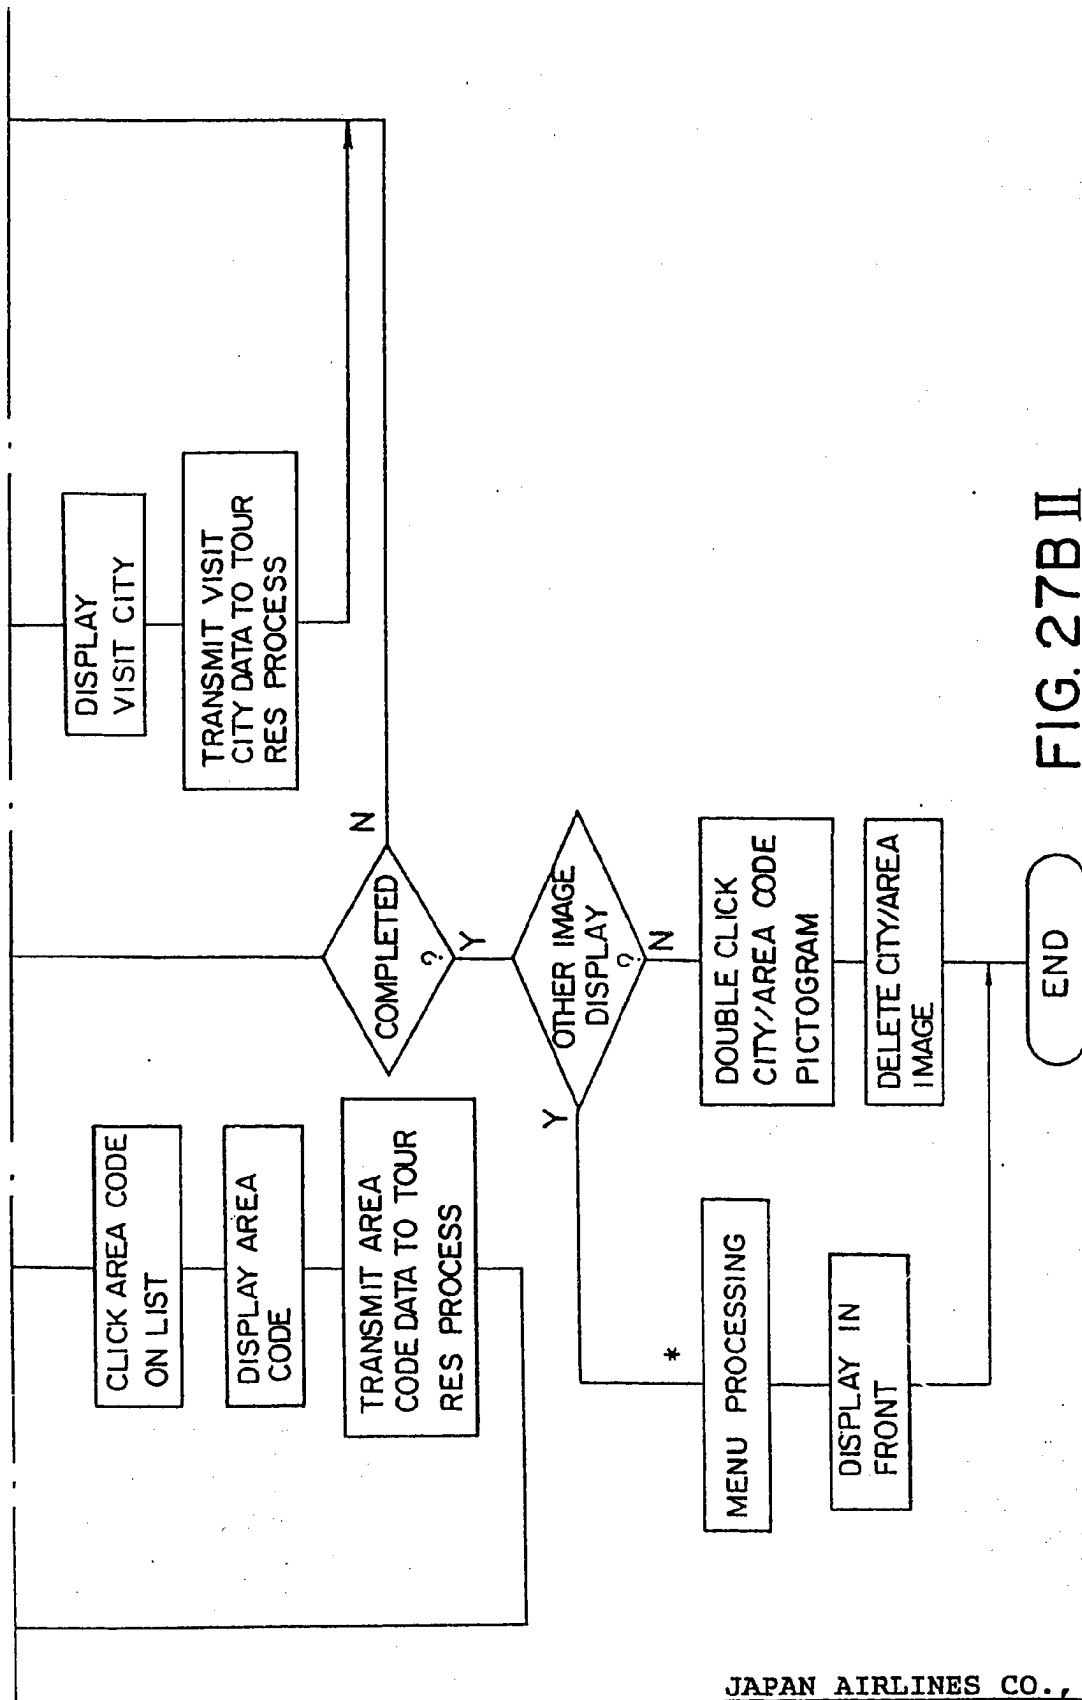 CLICK AREA CODE
ON LIST
DISPLAY AREA
CODE
TRANSMIT AREA
CODE DATA TO TOUR
RES PROCESS
DISPLAY
VISIT CITY
TRANSMIT VISIT
CITY DATA TO TOUR
RES PROCESS
COMPLETED
?
N
Y
OTHER IMAGE
DISPLAY
?
Y
N
*
MENU PROCESSING
DISPLAY IN
FRONT
DOUBLE CLICK
CITY/AREA CODE
PICTOGRAM
DELETE CITY/AREA
IMAGE
END
FIG. 27B II
JAPAN AIRLINES CO.,